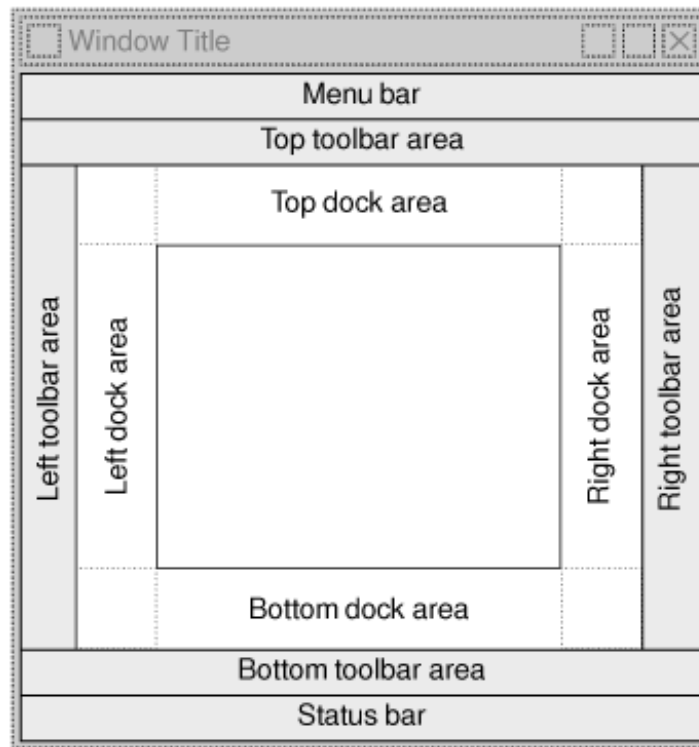 Window Title
Menu bar
Top toolbar area
Top dock area
Left toolbar area
Left dock area
Right dock area
Right toolbar area
Bottom dock area
Bottom toolbar area
Status bar